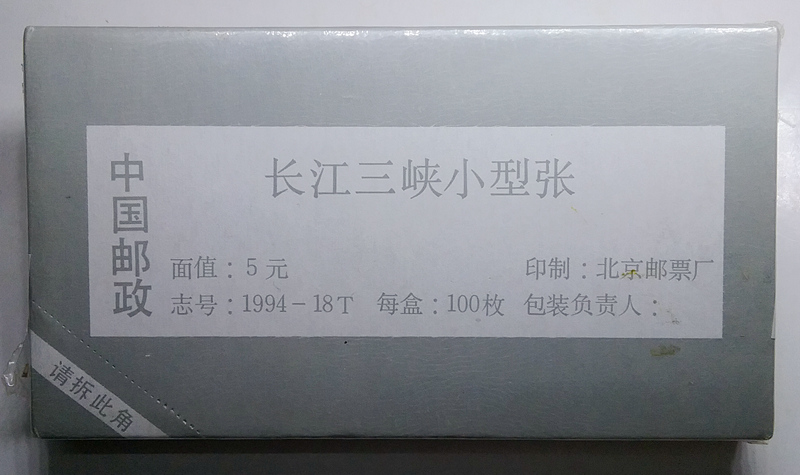 长江三峡小型张
中国邮政
面值：5元
印制：北京邮票厂
志号：1994－18T 每盒：100枚 包装负责人：
请拆此角